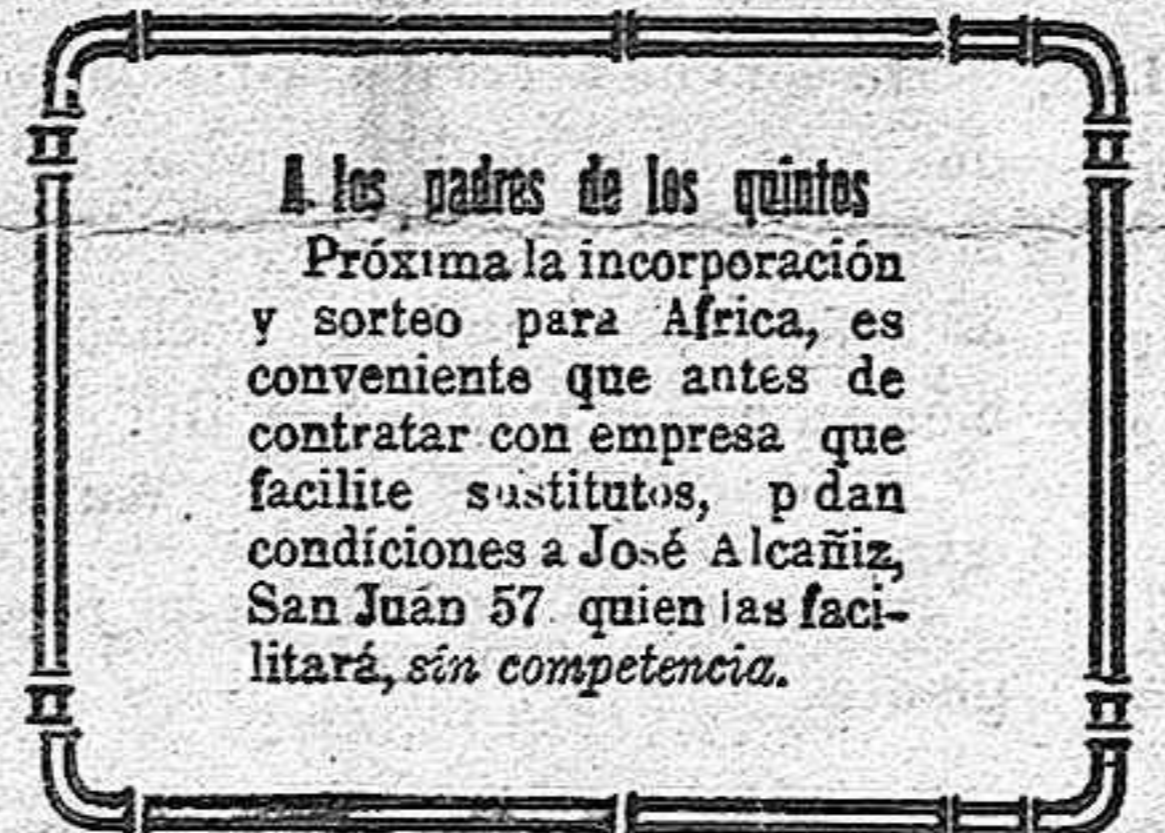 A los padres de los quintos
Próxima la incorporación
y sorteo para Africa, es
conveniente que antes de
contratar con empresa que
facilite sustitutos, pidan
condiciones a José Alcañiz,
San Juán 57 quien las faci-
litará, sin competencia.